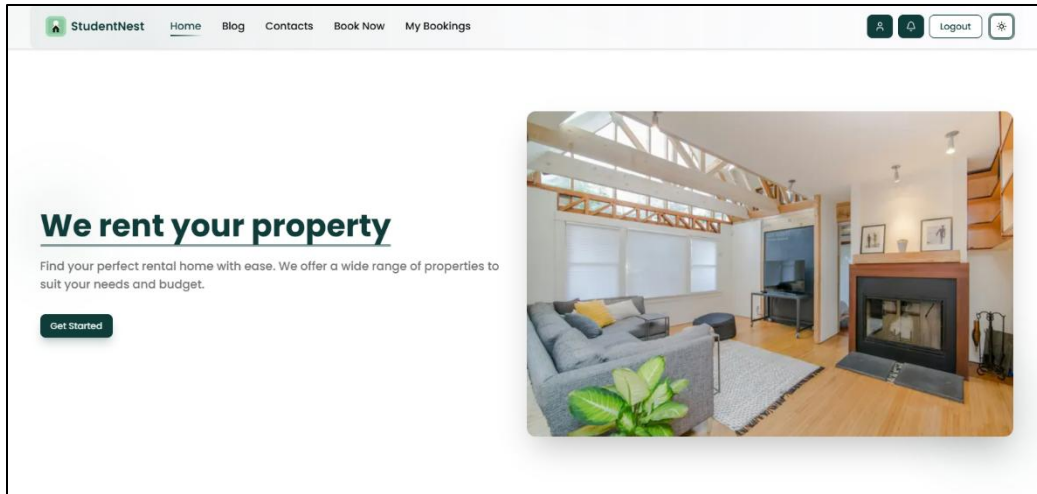 StudentNest Home Blog Contacts Book Now My Bookings Logout
We rent your property
Find your perfect rental home with ease. We offer a wide range of properties to
suit your needs and budget.
Get Started